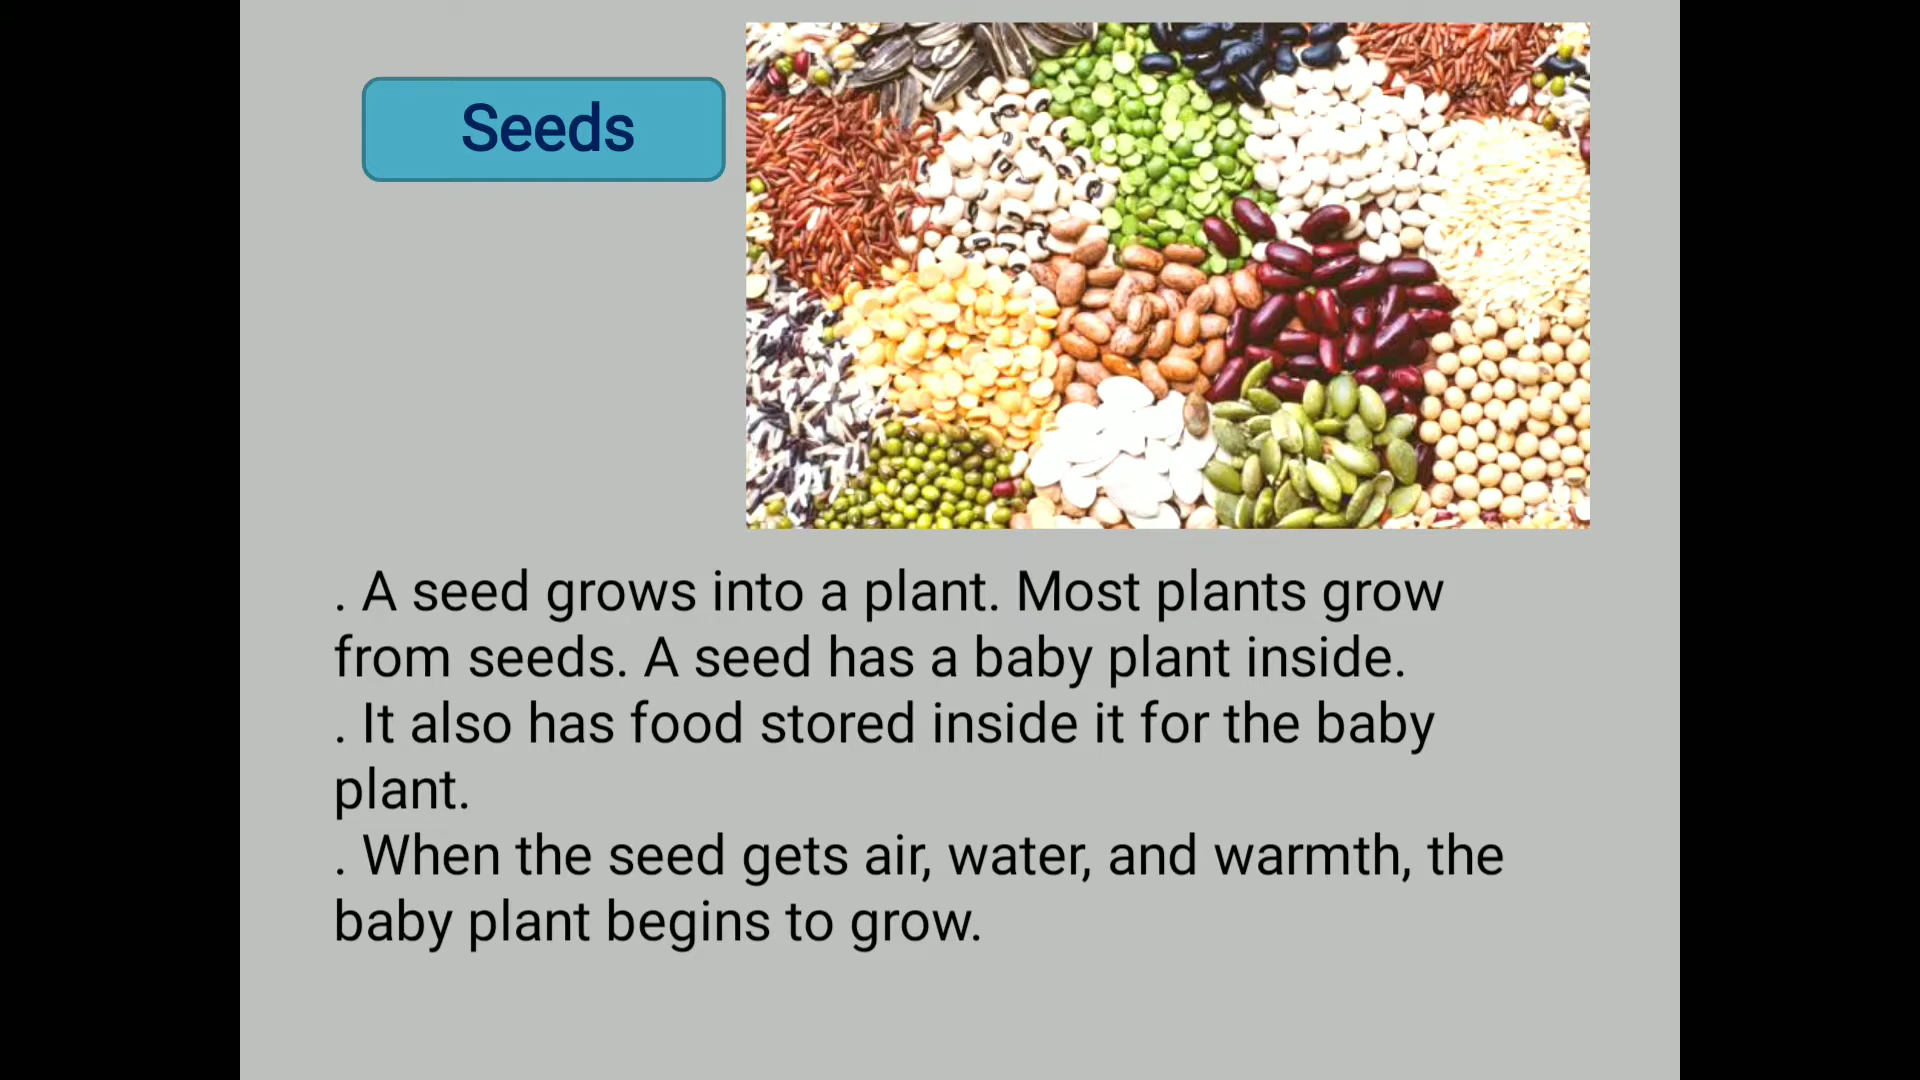 Seeds
. A seed grows into a plant. Most plants grow
from seeds. A seed has a baby plant inside.
. It also has food stored inside it for the baby
plant.
. When the seed gets air, water, and warmth, the
baby plant begins to grow.